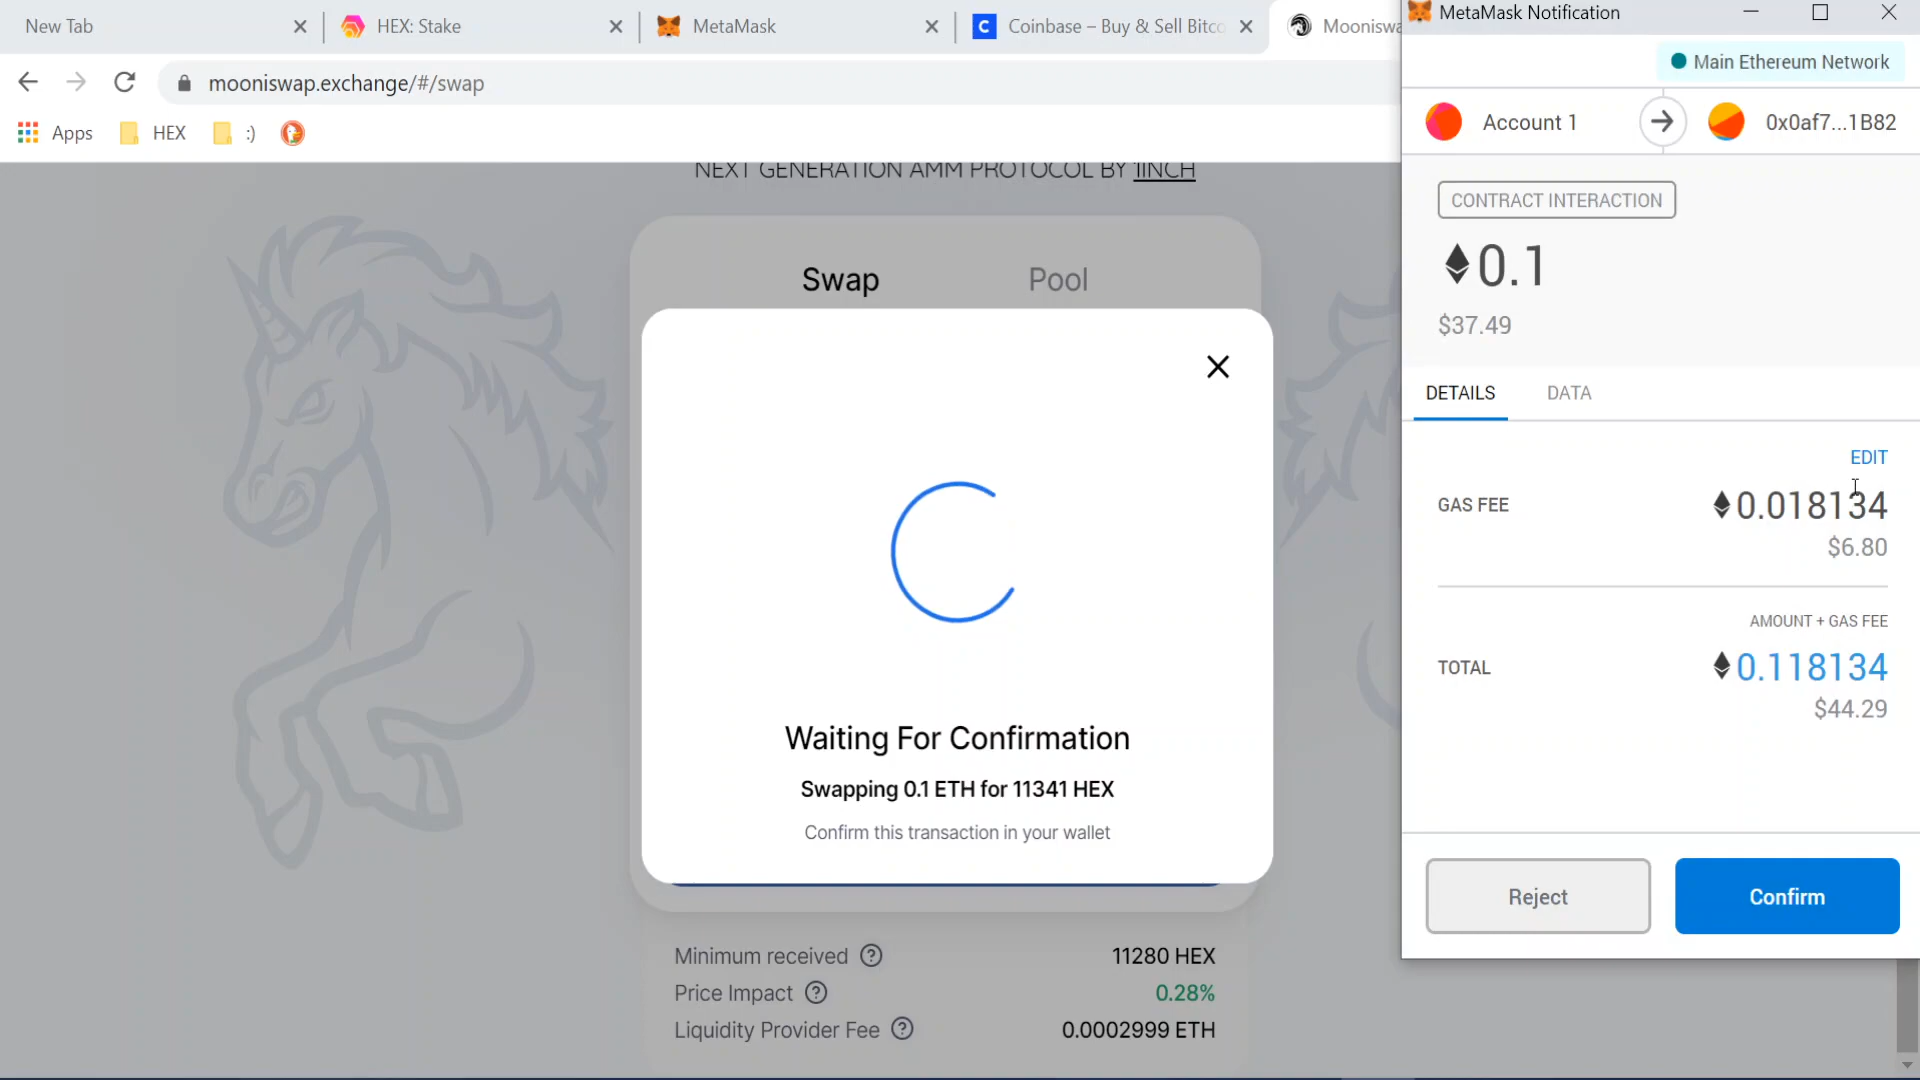 New Tab
HEX: Stake
MetaMask
Coinbase – Buy & Sell Bitco
Mooniswa
MetaMask Notification
mooniswap.exchange/#/swap
Apps
HEX
:)
Main Ethereum Network
Account 1
0x0af7...1B82
NEXT GENERATION AMM PROTOCOL BY 1INCH
CONTRACT INTERACTION
0.1
$37.49
Swap
Pool
DETAILS
DATA
EDIT
GAS FEE
0.018134
$6.80
AMOUNT + GAS FEE
TOTAL
0.118134
$44.29
Waiting For Confirmation
Swapping 0.1 ETH for 11341 HEX
Confirm this transaction in your wallet
Reject
Confirm
Minimum received ?
11280 HEX
Price Impact ?
0.28%
Liquidity Provider Fee ?
0.0002999 ETH